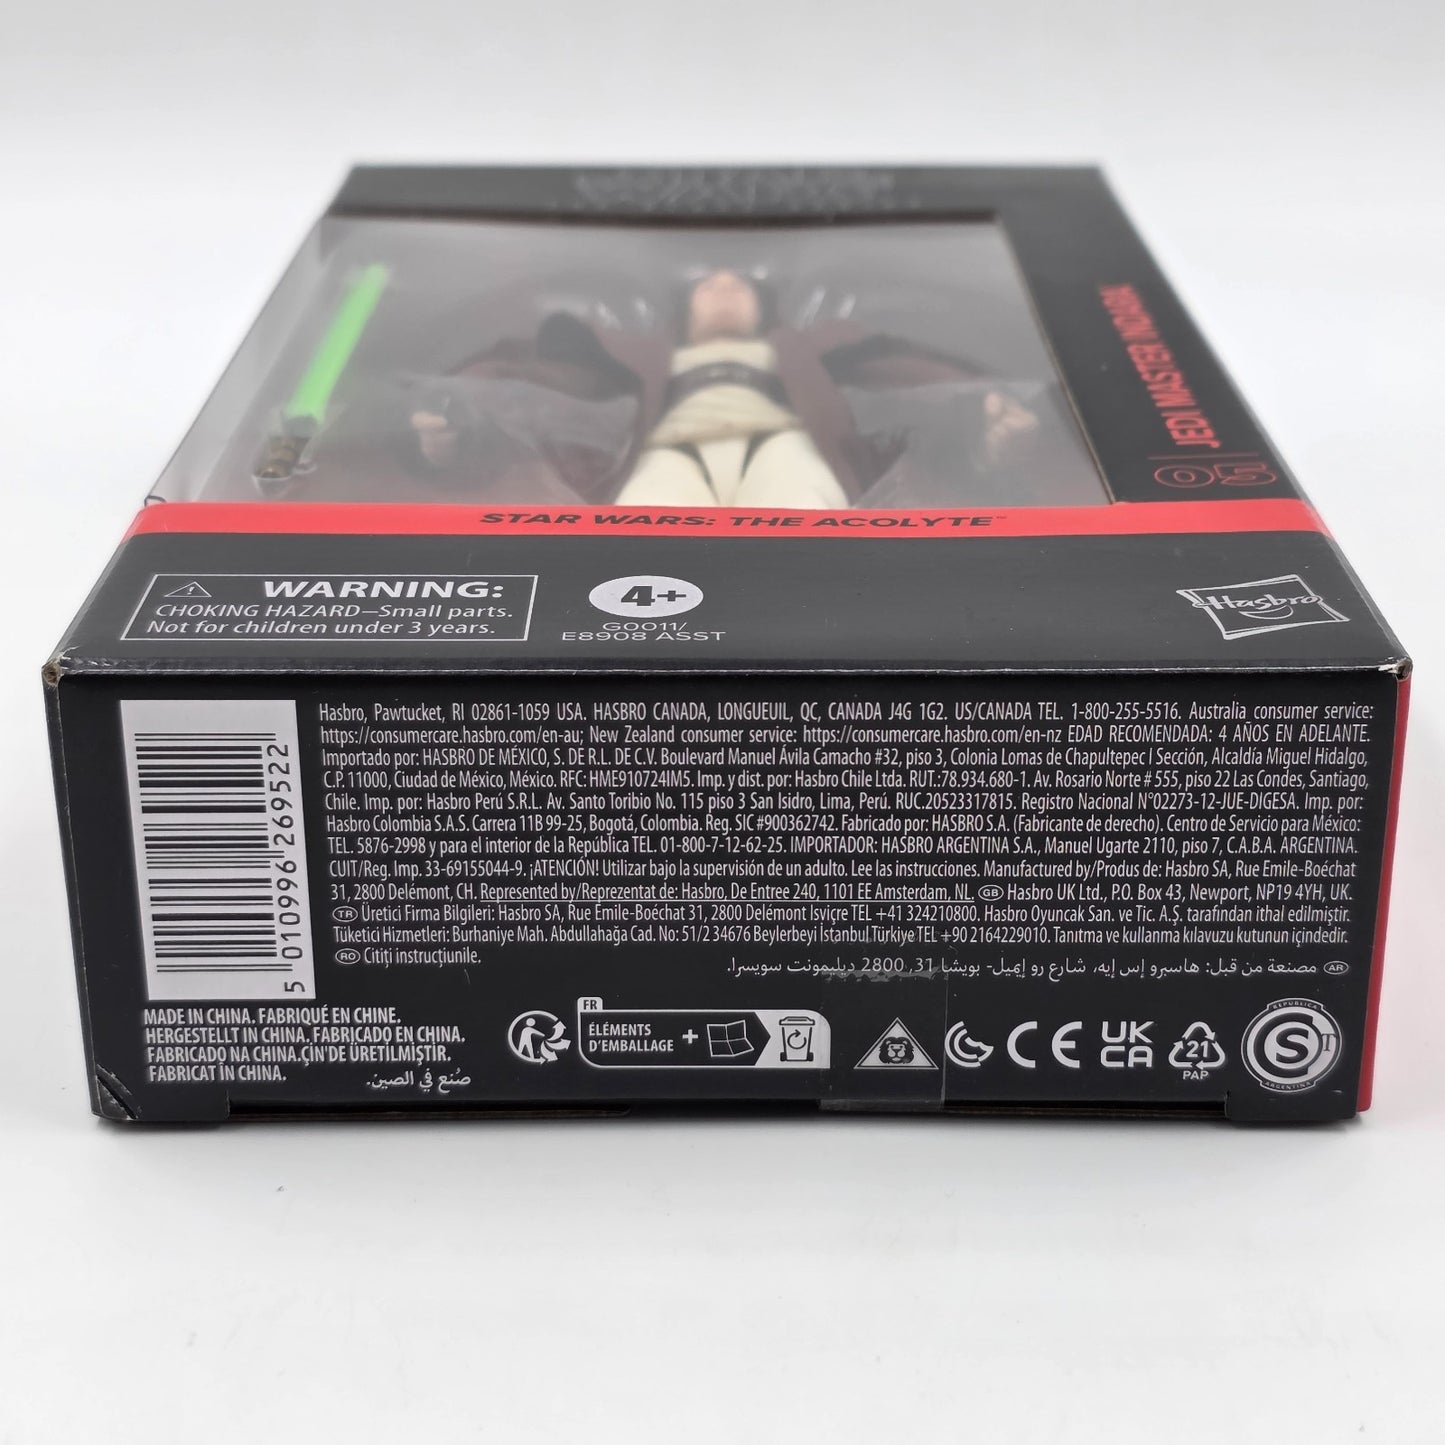 JEDI MASTER INDARA
05
STAR WARS: THE ACOLYTE™
WARNING:
CHOKING HAZARD—Small parts.
Not for children under 3 years.
4+
G0011/
E8908 ASST
Hasbro
5 010996 269522
Hasbro, Pawtucket, RI 02861-1059 USA. HASBRO CANADA, LONGUEUIL, QC, CANADA J4G 1G2. US/CANADA TEL. 1-800-255-5516. Australia consumer service:
https://consumercare.hasbro.com/en-au; New Zealand consumer service: https://consumercare.hasbro.com/en-nz EDAD RECOMENDADA: 4 AÑOS EN ADELANTE.
Importado por: HASBRO DE MÉXICO, S. DE R.L. DE C.V. Boulevard Manuel Ávila Camacho #32, piso 3, Colonia Lomas de Chapultepec I Sección, Alcaldía Miguel Hidalgo,
C.P. 11000, Ciudad de México, México. RFC: HME910724IM5. Imp. y dist. por: Hasbro Chile Ltda. RUT.:78.934.680-1. Av. Rosario Norte # 555, piso 22 Las Condes, Santiago,
Chile. Imp. por: Hasbro Perú S.R.L. Av. Santo Toribio No. 115 piso 3 San Isidro, Lima, Perú. RUC.20523317815. Registro Nacional N°02273-12-JUE-DIGESA. Imp. por:
Hasbro Colombia S.A.S. Carrera 11B 99-25, Bogotá, Colombia. Reg. SIC #900362742. Fabricado por: HASBRO S.A. (Fabricante de derecho). Centro de Servicio para México:
TEL. 5876-2998 y para el interior de la República TEL. 01-800-7-12-62-25. IMPORTADOR: HASBRO ARGENTINA S.A., Manuel Ugarte 2110, piso 7, C.A.B.A. ARGENTINA.
CUIT/Reg. Imp. 33-69155044-9. ¡ATENCIÓN! Utilizar bajo la supervisión de un adulto. Lee las instrucciones. Manufactured by/Produs de: Hasbro SA, Rue Emile-Boéchat
31, 2800 Delémont, CH. Represented by/Reprezentat de: Hasbro, De Entree 240, 1101 EE Amsterdam, NL. GB Hasbro UK Ltd., P.O. Box 43, Newport, NP19 4YH, UK.
TR Üretici Firma Bilgileri: Hasbro SA, Rue Emile-Boéchat 31, 2800 Delémont İsviçre TEL +41 324210800. Hasbro Oyuncak San. ve Tic. A.Ş. tarafından ithal edilmiştir.
Tüketici Hizmetleri: Burhaniye Mah. Abdullahağa Cad. No: 51/2 34676 Beylerbeyi İstanbul Türkiye TEL +90 2164229010. Tanıtma ve kullanma kılavuzu kutunun içindedir.
RO Citiți instrucțiunile.
AR مصنعة من قبل: هاسبرو إس إيه، شارع رو إميل- بويشا 31، 2800 ديليمونت سويسرا.
MADE IN CHINA. FABRIQUÉ EN CHINE.
HERGESTELLT IN CHINA. FABRICADO EN CHINA.
FABRICADO NA CHINA. ÇİN'DE ÜRETİLMİŞTİR.
FABRICAT ÎN CHINA.
صُنع في الصين.
FR
ÉLÉMENTS
D'EMBALLAGE +
CE
UK
CA
21
PAP
REPUBLICA
S
ARGENTINA